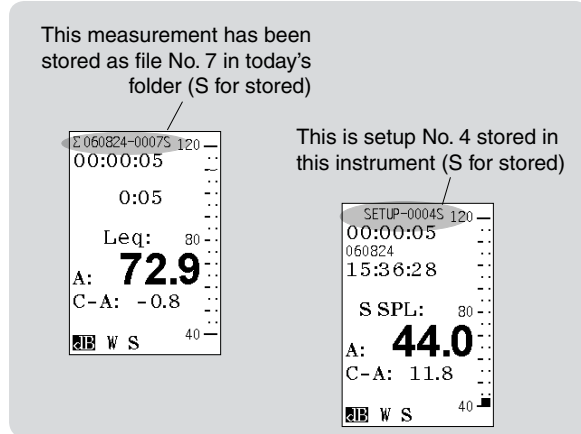 This measurement has been
stored as file No. 7 in today's
folder (S for stored)
Σ060824-0007S 120
00:00:05
0:05
Leq: 80
A: 72.9
C-A: -0.8
dB W S 40
This is setup No. 4 stored in
this instrument (S for stored)
SETUP-0004S 120
00:00:05
060824
15:36:28
S SPL: 80
A: 44.0
C-A: 11.8
dB W S 40